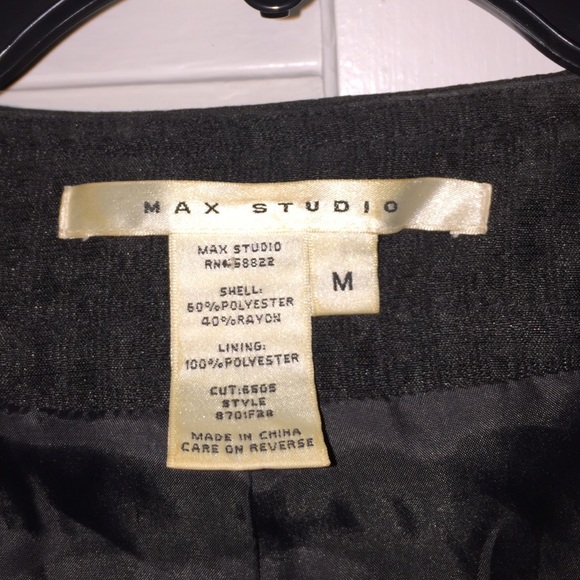 MAX STUDIO
MAX STUDIO
RN# 58822
M
SHELL:
60%POLYESTER
40%RAYON
LINING:
100%POLYESTER
CUT:6505
STYLE
8701F28
MADE IN CHINA
CARE ON REVERSE